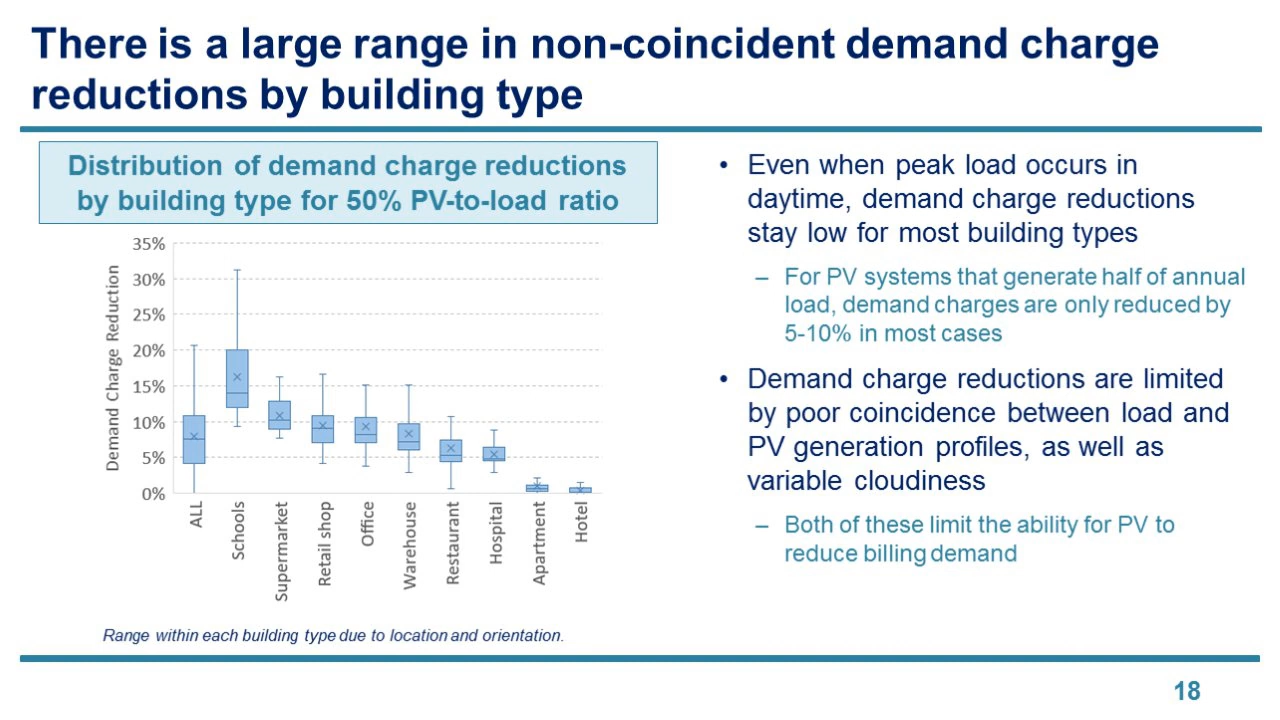 There is a large range in non-coincident demand charge
reductions by building type
Distribution of demand charge reductions
by building type for 50% PV-to-load ratio
35%
30%
25%
20%
15%
10%
5%
0%
Demand Charge Reduction
ALL
Schools
Supermarket
Retail shop
Office
Warehouse
Restaurant
Hospital
Apartment
Hotel
Range within each building type due to location and orientation.
• Even when peak load occurs in
daytime, demand charge reductions
stay low for most building types
– For PV systems that generate half of annual
load, demand charges are only reduced by
5-10% in most cases
• Demand charge reductions are limited
by poor coincidence between load and
PV generation profiles, as well as
variable cloudiness
– Both of these limit the ability for PV to
reduce billing demand
18